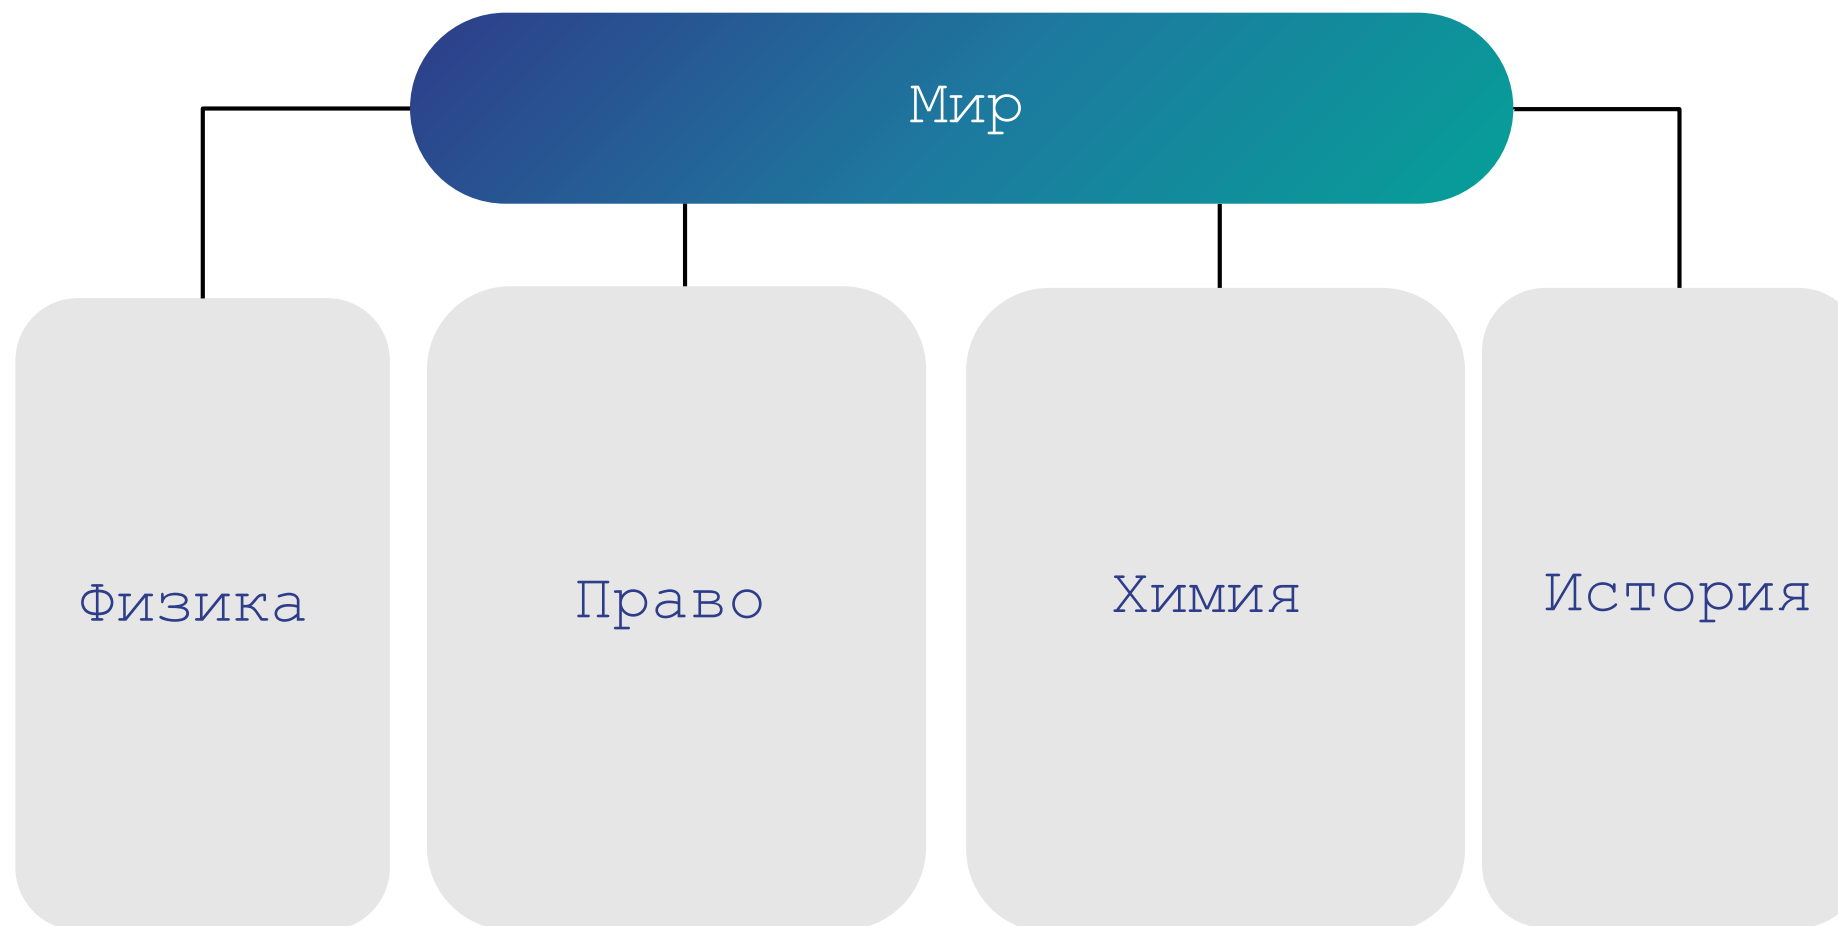 Мир
Физика
Право
Химия
История